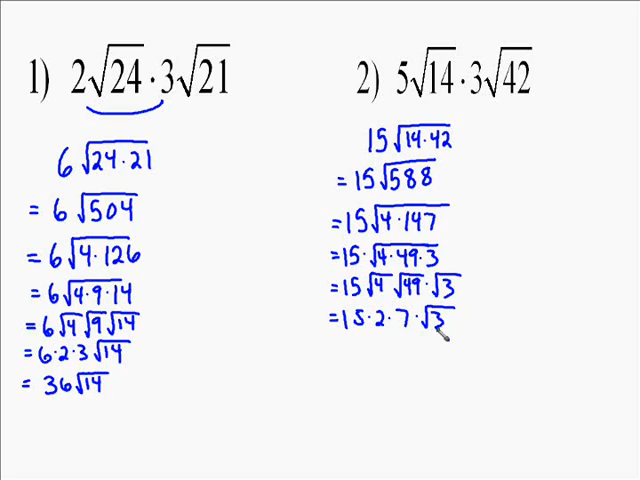 1) 2√24 · 3√21
6 √24·21
= 6 √504
= 6√4·126
= 6√4·9·14
= 6√4 √9 √14
= 6·2·3 √14
= 36√14
2) 5√14 · 3√42
15 √14·42
= 15 √588
= 15√4·147
= 15·√4·49·3
= 15 √4 √49 · √3
= 15·2·7·√3